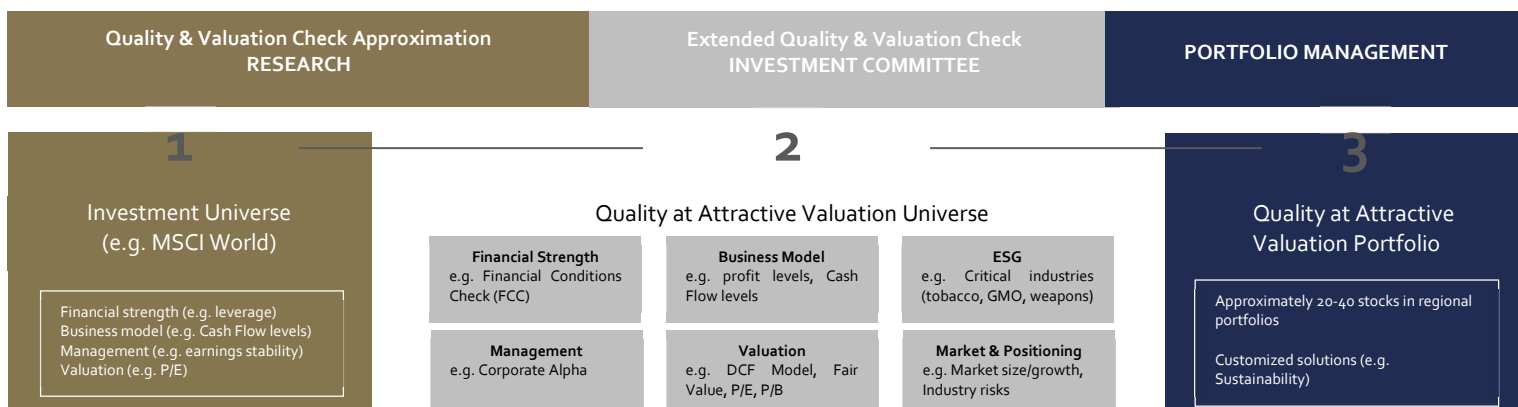 Quality & Valuation Check Approximation
RESEARCH
Extended Quality & Valuation Check
INVESTMENT COMMITTEE
PORTFOLIO MANAGEMENT
1
2
3
Investment Universe
(e.g. MSCI World)
Financial strength (e.g. leverage)
Business model (e.g. Cash Flow levels)
Management (e.g. earnings stability)
Valuation (e.g. P/E)
Quality at Attractive Valuation Universe
Financial Strength
e.g. Financial Conditions
Check (FCC)
Business Model
e.g. profit levels, Cash
Flow levels
ESG
e.g. Critical industries
(tobacco, GMO, weapons)
Management
e.g. Corporate Alpha
Valuation
e.g. DCF Model, Fair
Value, P/E, P/B
Market & Positioning
e.g. Market size/growth,
Industry risks
Quality at Attractive
Valuation Portfolio
Approximately 20-40 stocks in regional
portfolios
Customized solutions (e.g.
Sustainability)